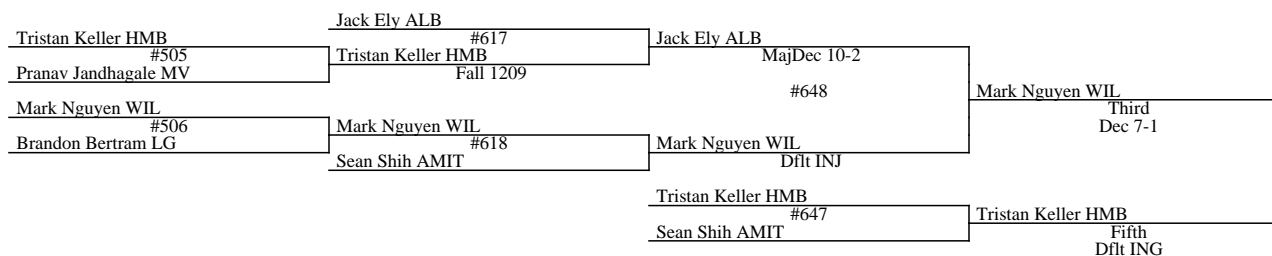 Jack Ely ALB
Tristan Keller HMB
#617
Jack Ely ALB
#505
Tristan Keller HMB
MajDec 10-2
Pranav Jandhagale MV
Fall 1209
Mark Nguyen WIL
#648
Mark Nguyen WIL
Third
#506
Mark Nguyen WIL
Dec 7-1
Brandon Bertram LG
#618
Mark Nguyen WIL
Sean Shih AMIT
Dflt INJ
Tristan Keller HMB
#647
Tristan Keller HMB
Sean Shih AMIT
Fifth
Dflt ING